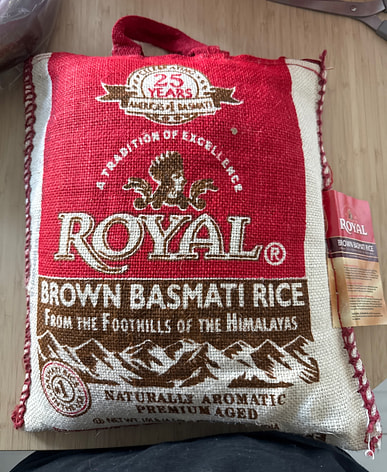 CELEBRATING
25
YEARS
AMERICA'S #1 BASMATI
A TRADITION OF EXCELLENCE
ROYAL®
BROWN BASMATI RICE
FROM THE FOOTHILLS OF THE HIMALAYAS
NATURALLY AROMATIC
PREMIUM AGED
ROYAL
BROWN BASMATI RICE